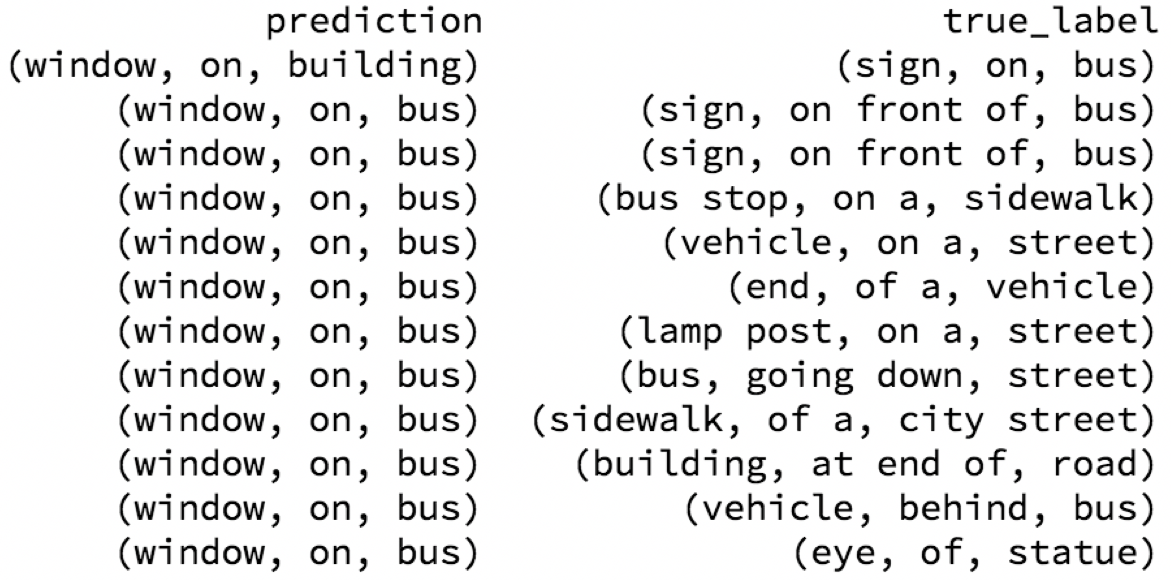 prediction true_label
(window, on, building) (sign, on, bus)
(window, on, bus) (sign, on front of, bus)
(window, on, bus) (sign, on front of, bus)
(window, on, bus) (bus stop, on a, sidewalk)
(window, on, bus) (vehicle, on a, street)
(window, on, bus) (end, of a, vehicle)
(window, on, bus) (lamp post, on a, street)
(window, on, bus) (bus, going down, street)
(window, on, bus) (sidewalk, of a, city street)
(window, on, bus) (building, at end of, road)
(window, on, bus) (vehicle, behind, bus)
(window, on, bus) (eye, of, statue)